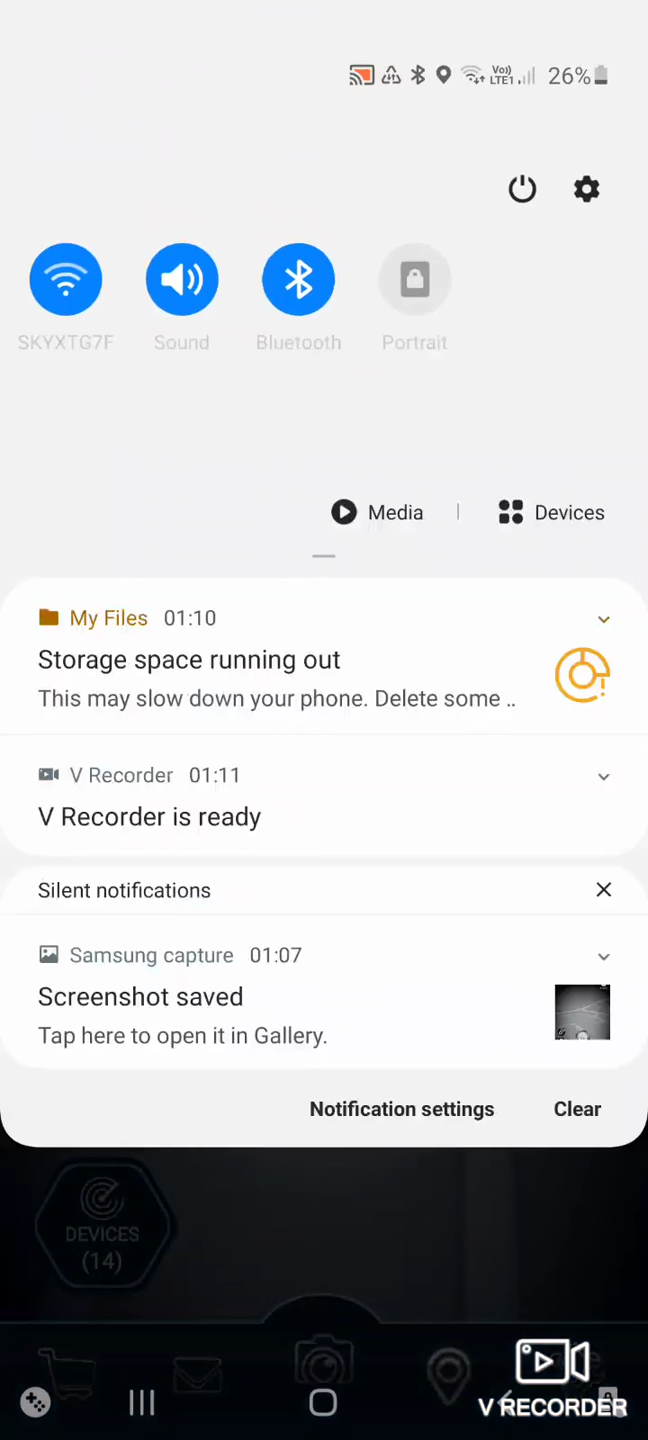 Vo)) LTE1 26%
SKYXTG7F Sound Bluetooth Portrait
Media | Devices
My Files 01:10
Storage space running out
This may slow down your phone. Delete some ..
V Recorder 01:11
V Recorder is ready
Silent notifications
Samsung capture 01:07
Screenshot saved
Tap here to open it in Gallery.
Notification settings Clear
DEVICES
(14)
V RECORDER